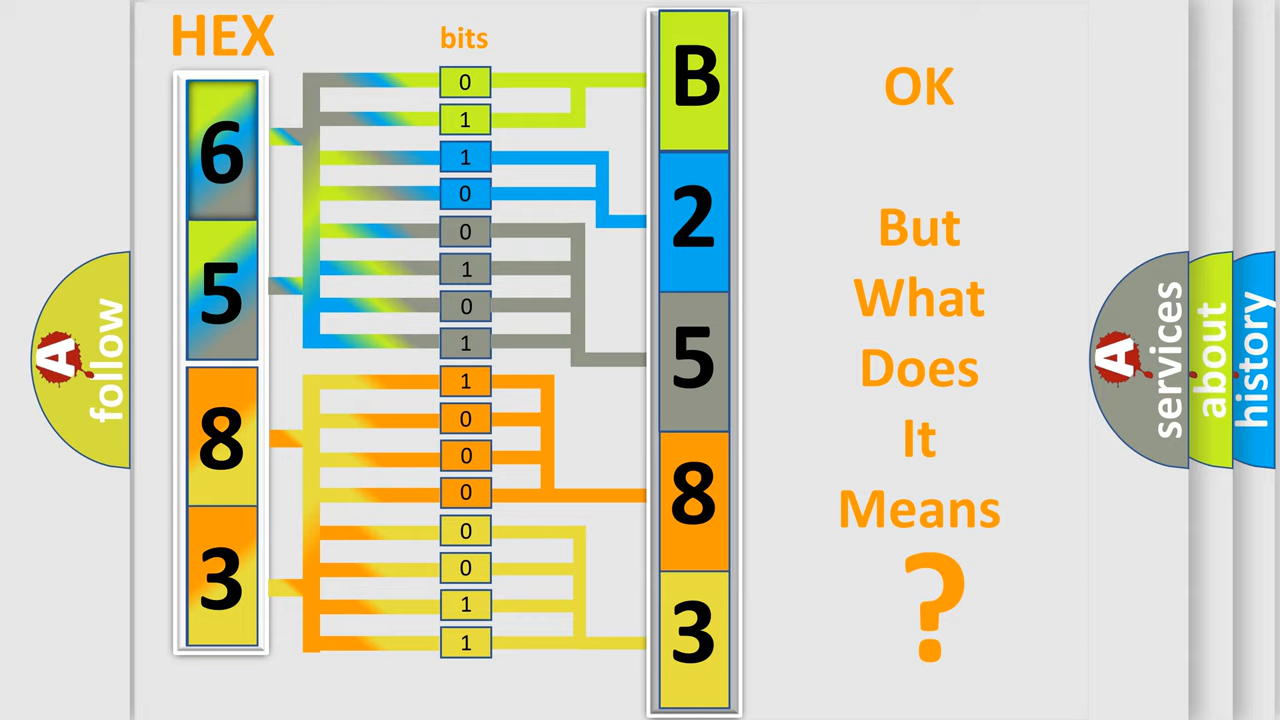 HEX
6
5
8
3
bits
0
1
1
0
0
1
0
1
1
0
0
0
0
0
1
1
B
2
5
8
3
OK
But
What
Does
It
Means
?
A
follow
A
services
about
history